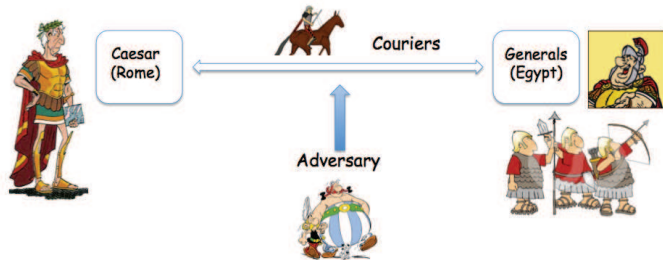 Caesar
(Rome)
Couriers
Generals
(Egypt)
Adversary